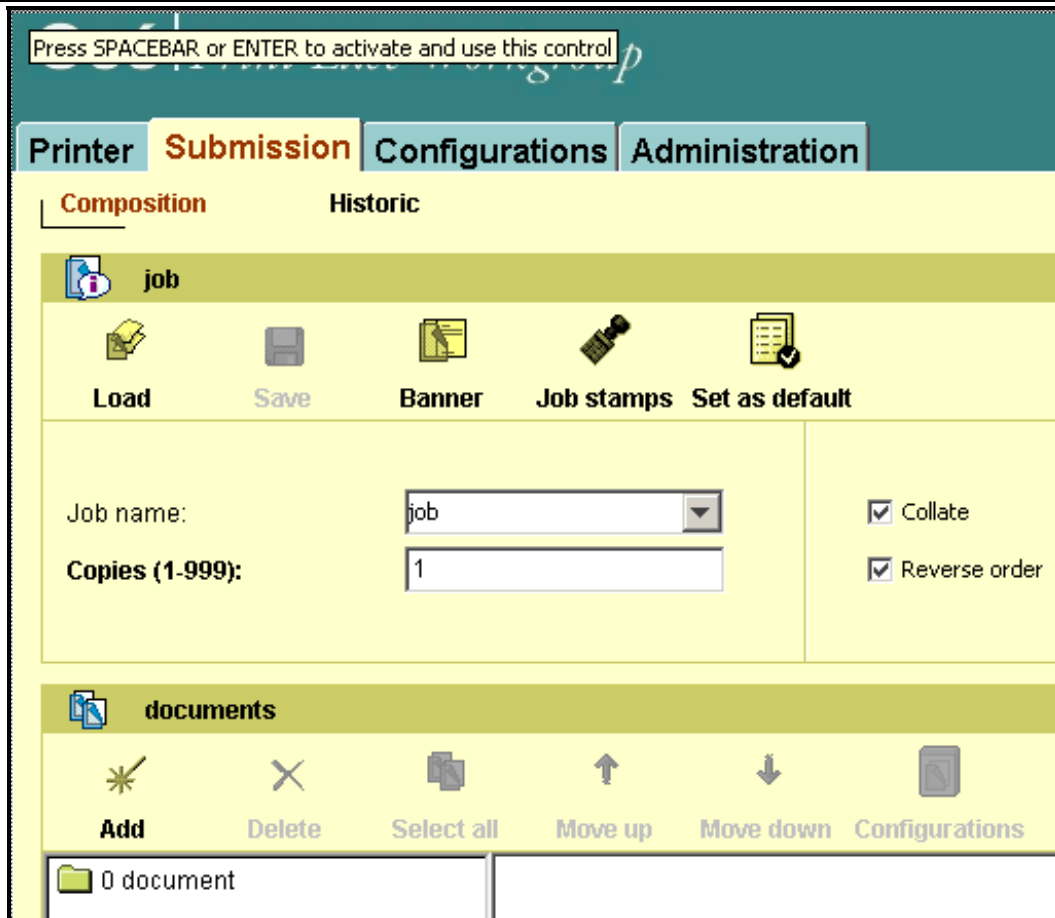 Press SPACEBAR or ENTER to activate and use this control
Printer Submission Configurations Administration
Composition Historic
job
Load Save Banner Job stamps Set as default
Job name: job Collate
Copies (1-999): 1 Reverse order
documents
Add Delete Select all Move up Move down Configurations
0 document